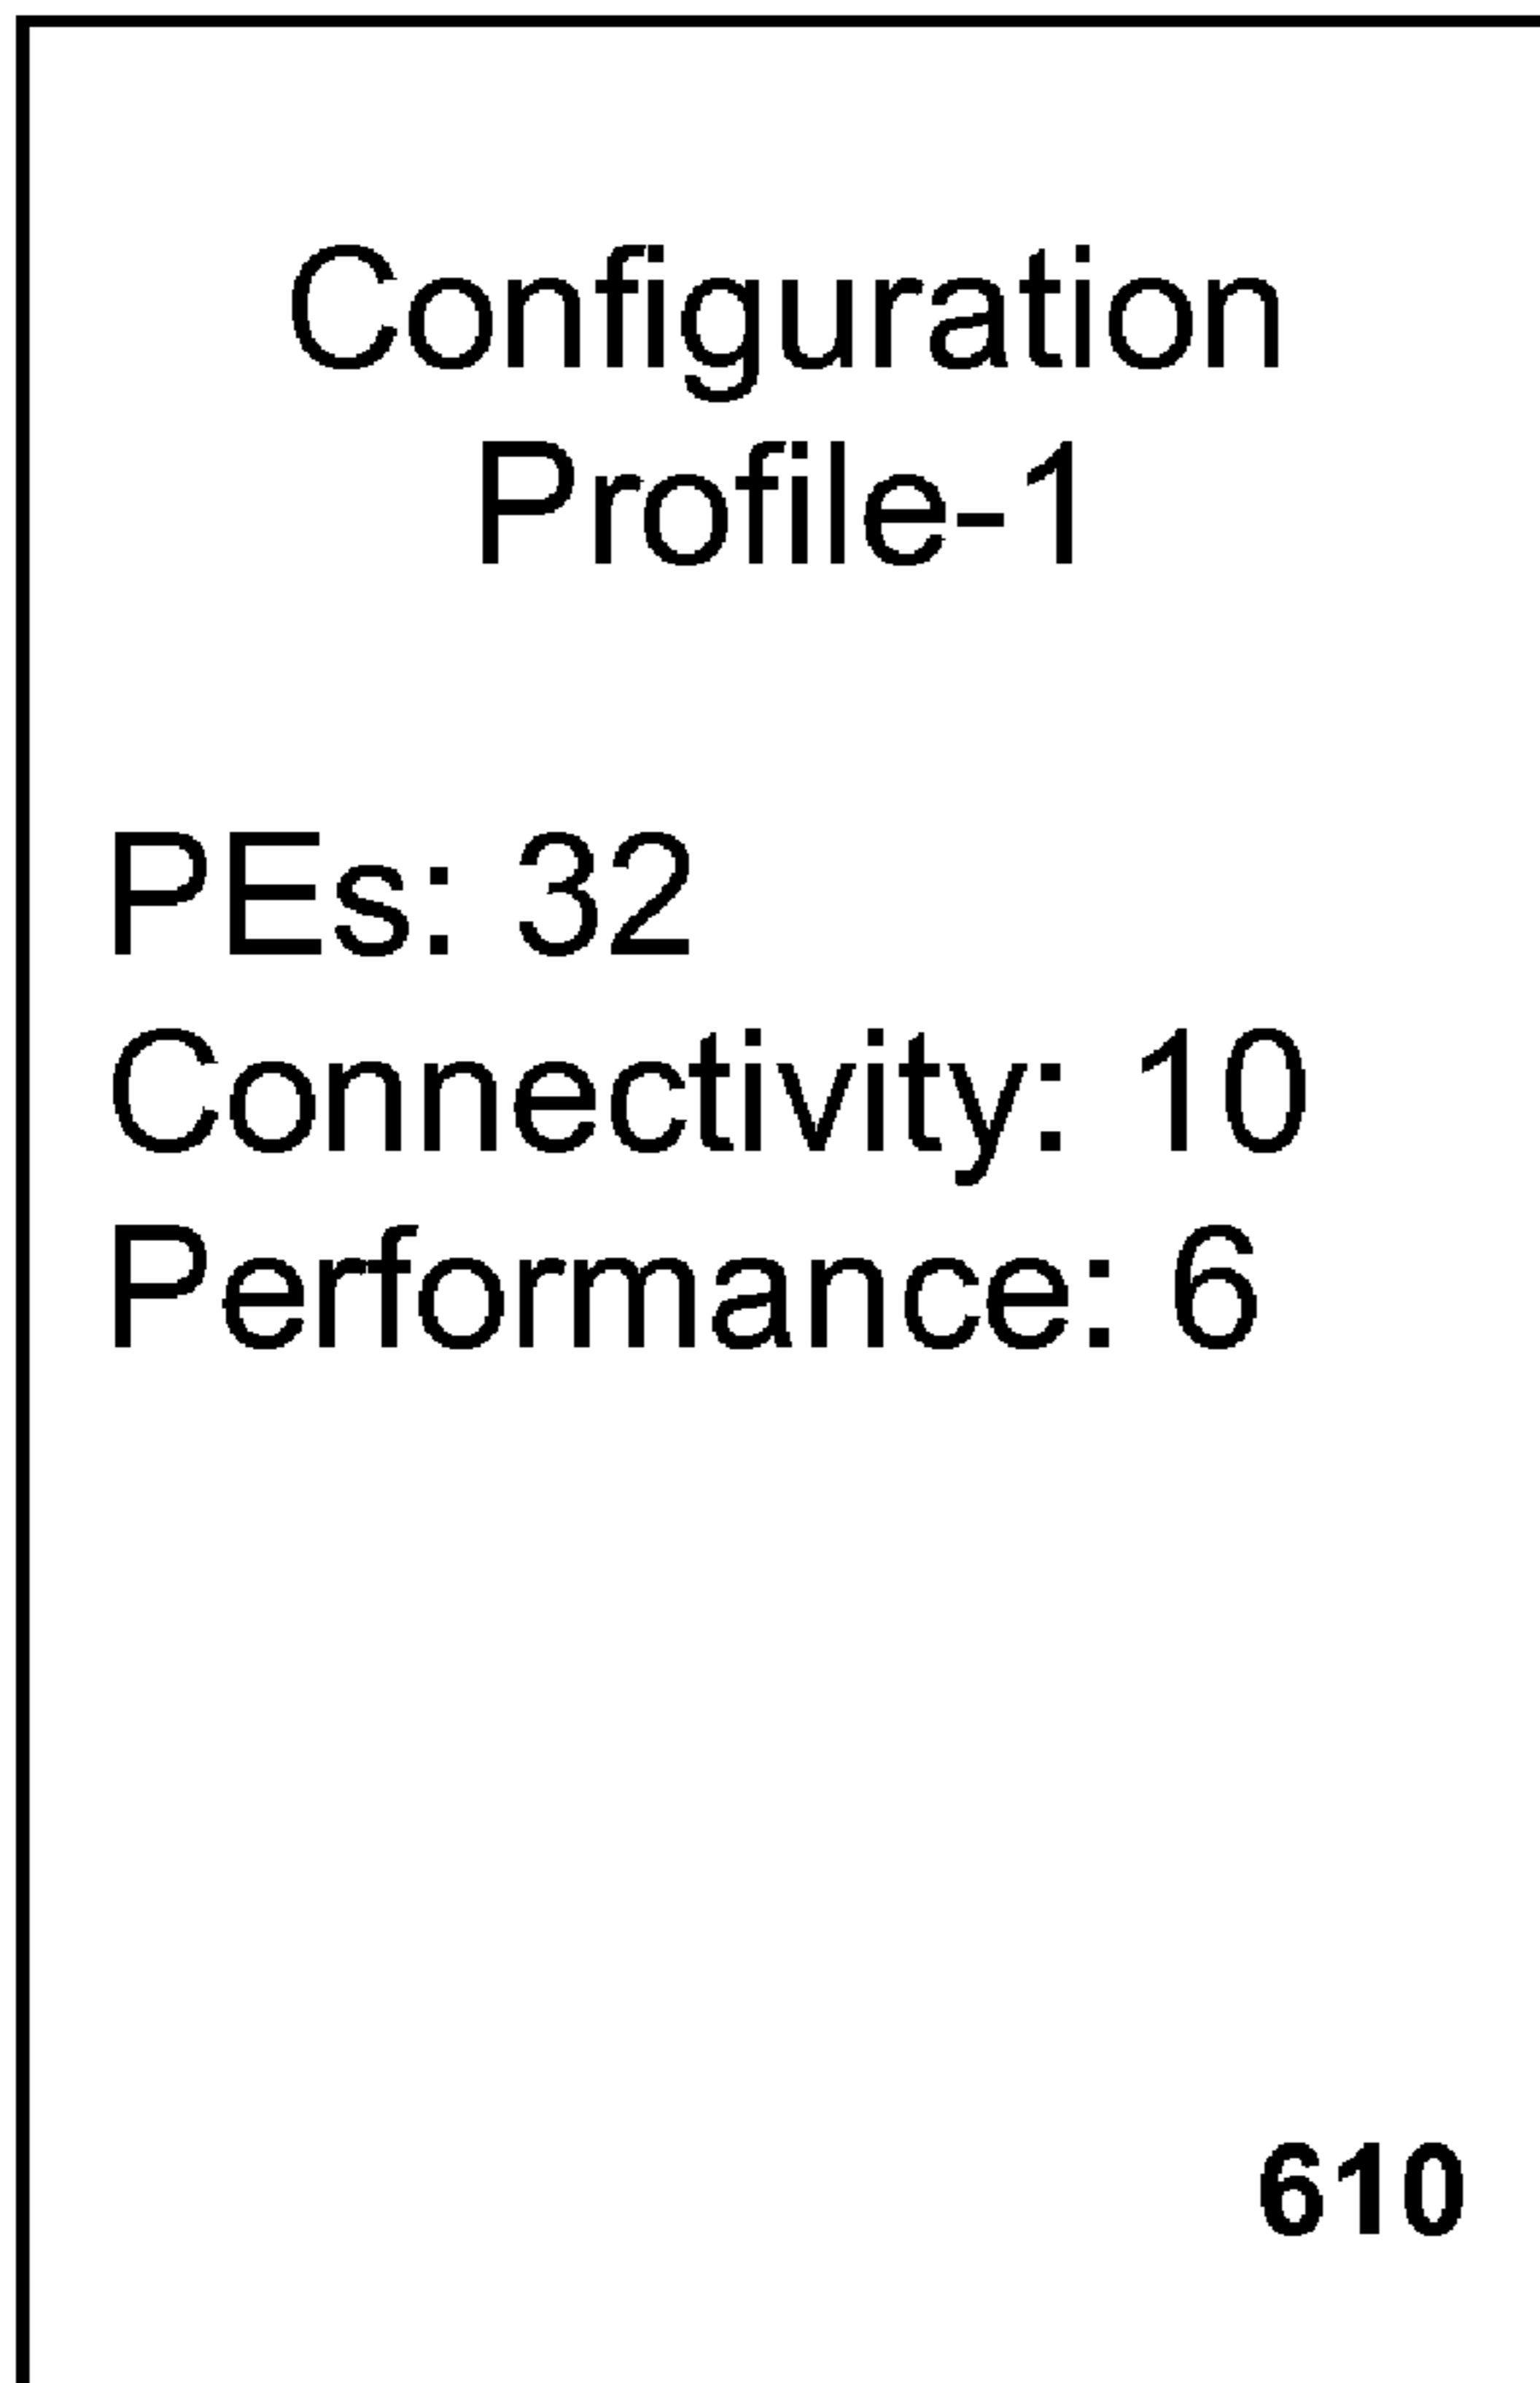 Configuration
Profile-1
PEs: 32
Connectivity: 10
Performance: 6
610